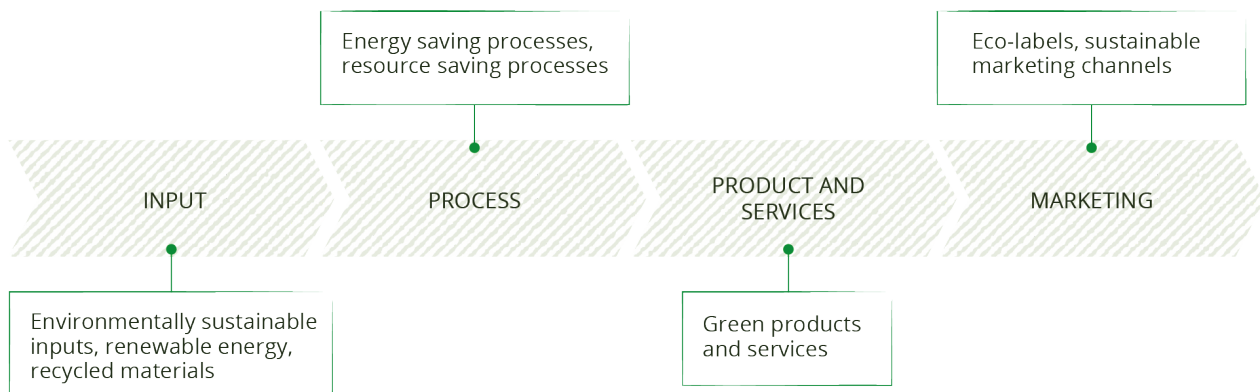 Energy saving processes,
resource saving processes
Eco-labels, sustainable
marketing channels
INPUT
PROCESS
PRODUCT AND
SERVICES
MARKETING
Environmentally sustainable
inputs, renewable energy,
recycled materials
Green products
and services